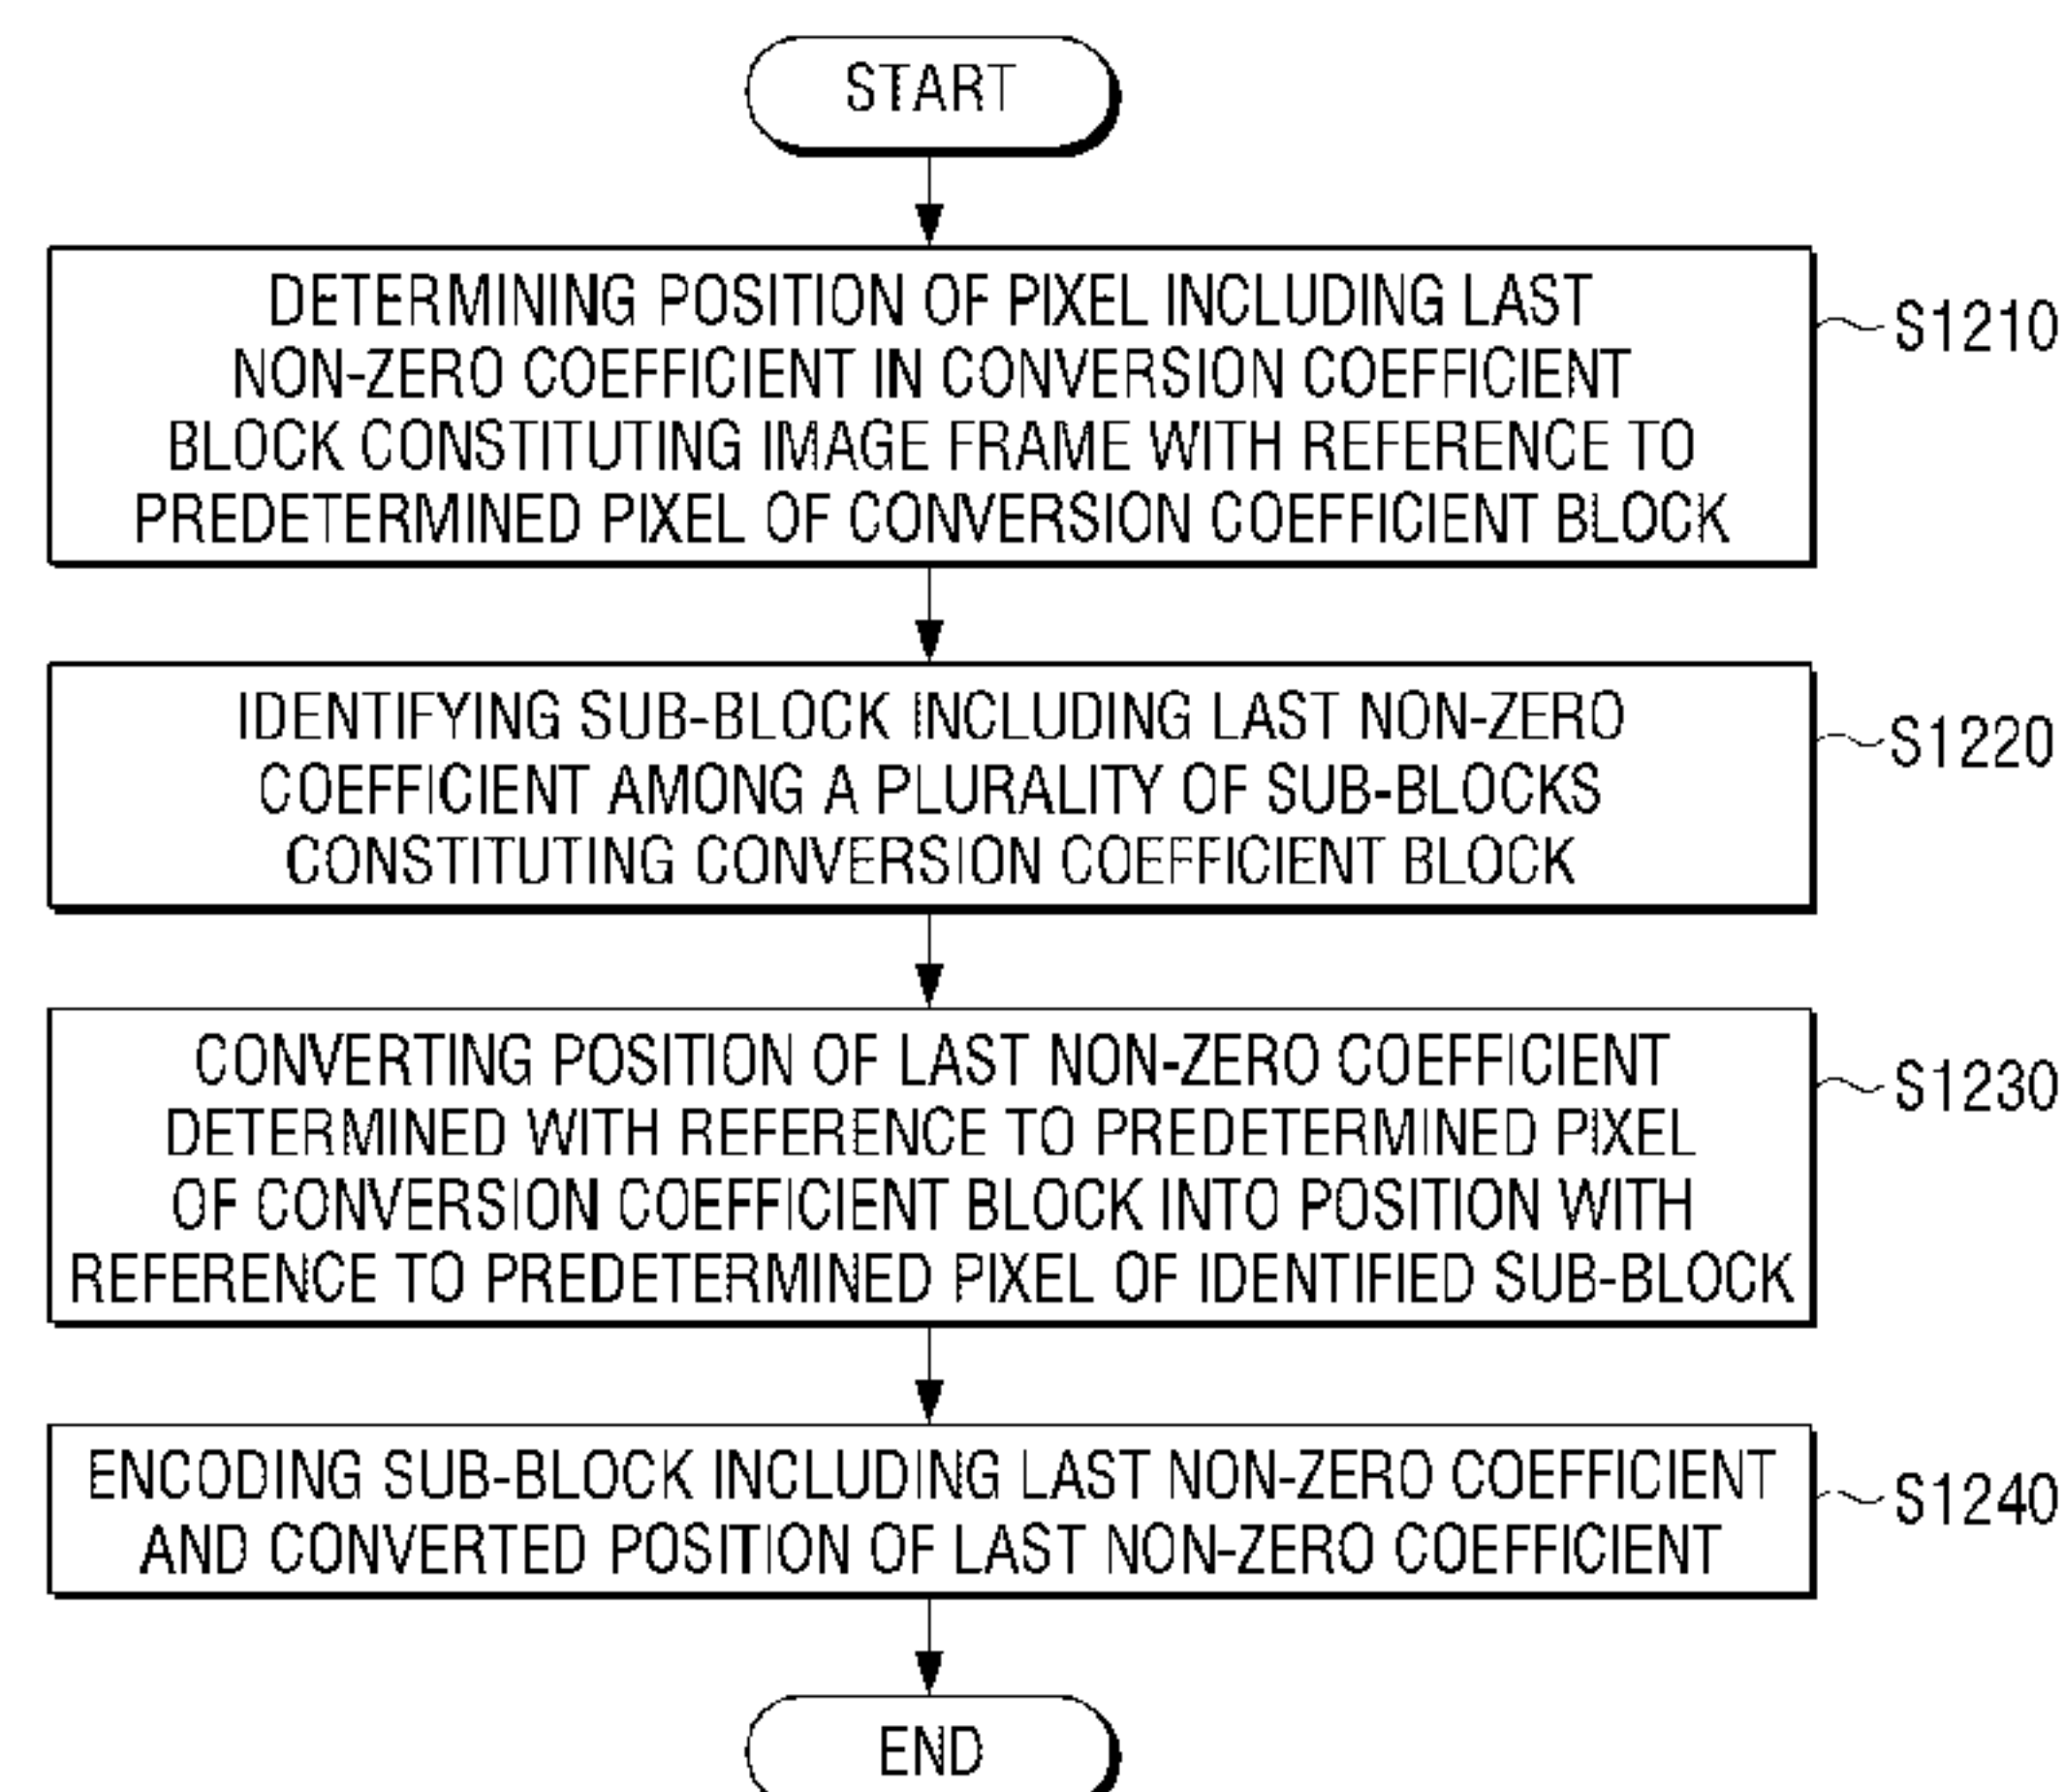 START
DETERMINING POSITION OF PIXEL INCLUDING LAST
NON-ZERO COEFFICIENT IN CONVERSION COEFFICIENT
BLOCK CONSTITUTING IMAGE FRAME WITH REFERENCE TO
PREDETERMINED PIXEL OF CONVERSION COEFFICIENT BLOCK
S1210
IDENTIFYING SUB-BLOCK INCLUDING LAST NON-ZERO
COEFFICIENT AMONG A PLURALITY OF SUB-BLOCKS
CONSTITUTING CONVERSION COEFFICIENT BLOCK
S1220
CONVERTING POSITION OF LAST NON-ZERO COEFFICIENT
DETERMINED WITH REFERENCE TO PREDETERMINED PIXEL
OF CONVERSION COEFFICIENT BLOCK INTO POSITION WITH
REFERENCE TO PREDETERMINED PIXEL OF IDENTIFIED SUB-BLOCK
S1230
ENCODING SUB-BLOCK INCLUDING LAST NON-ZERO COEFFICIENT
AND CONVERTED POSITION OF LAST NON-ZERO COEFFICIENT
S1240
END